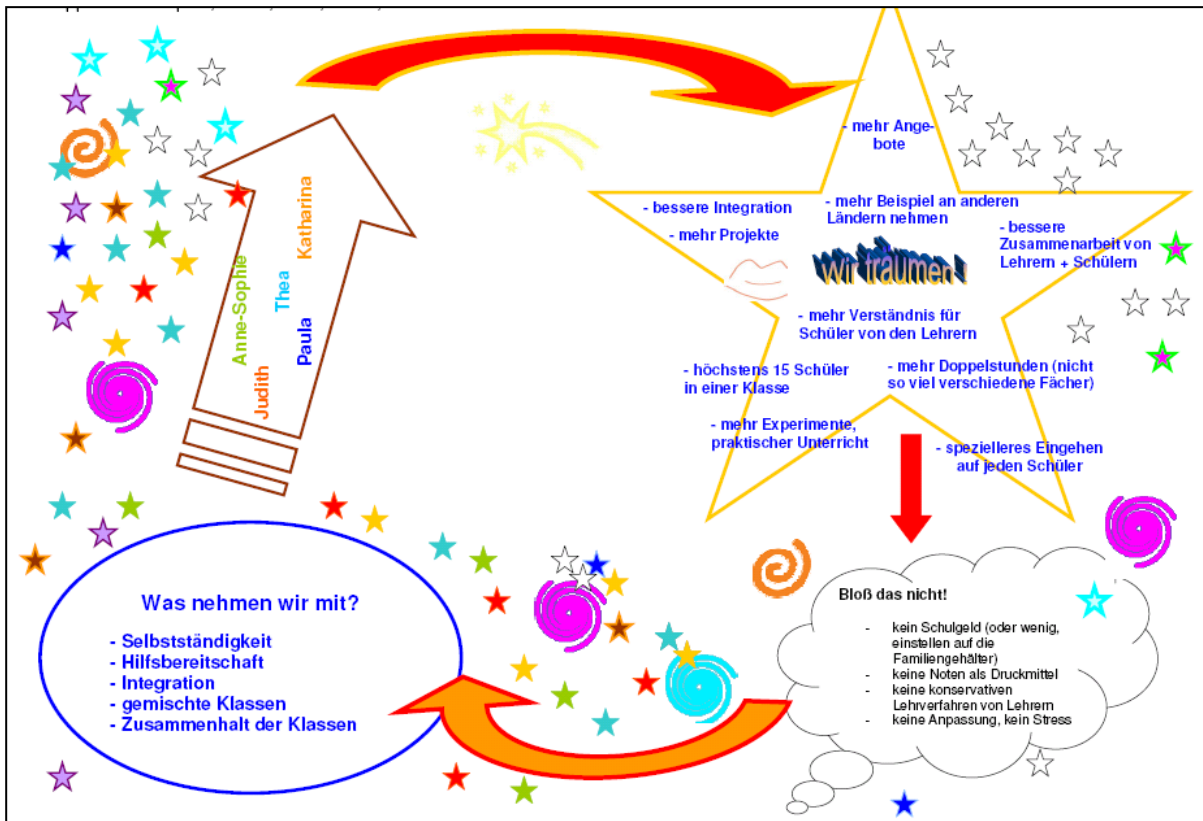 - mehr Ange-
bote
- bessere Integration
- mehr Beispiel an anderen
Ländern nehmen
- mehr Projekte
- bessere
Zusammenarbeit von
Lehrern + Schülern
wir träumen !
- mehr Verständnis für
Schüler von den Lehrern
- höchstens 15 Schüler
in einer Klasse
- mehr Doppelstunden (nicht
so viel verschiedene Fächer)
- mehr Experimente,
praktischer Unterricht
- spezielleres Eingehen
auf jeden Schüler
Anne-Sophie
Judith
Thea
Paula
Katharina
Bloß das nicht!
- kein Schulgeld (oder wenig,
einstellen auf die
Familiengehälter)
- keine Noten als Druckmittel
- keine konservativen
Lehrverfahren von Lehrern
- keine Anpassung, kein Stress
Was nehmen wir mit?
- Selbstständigkeit
- Hilfsbereitschaft
- Integration
- gemischte Klassen
- Zusammenhalt der Klassen